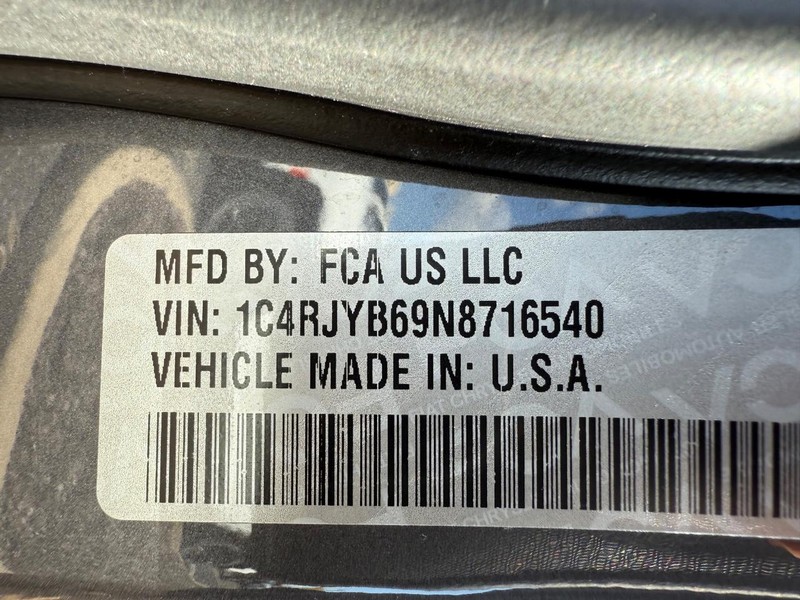 MFD BY: FCA US LLC
VIN: 1C4RJYB69N8716540
VEHICLE MADE IN: U.S.A.